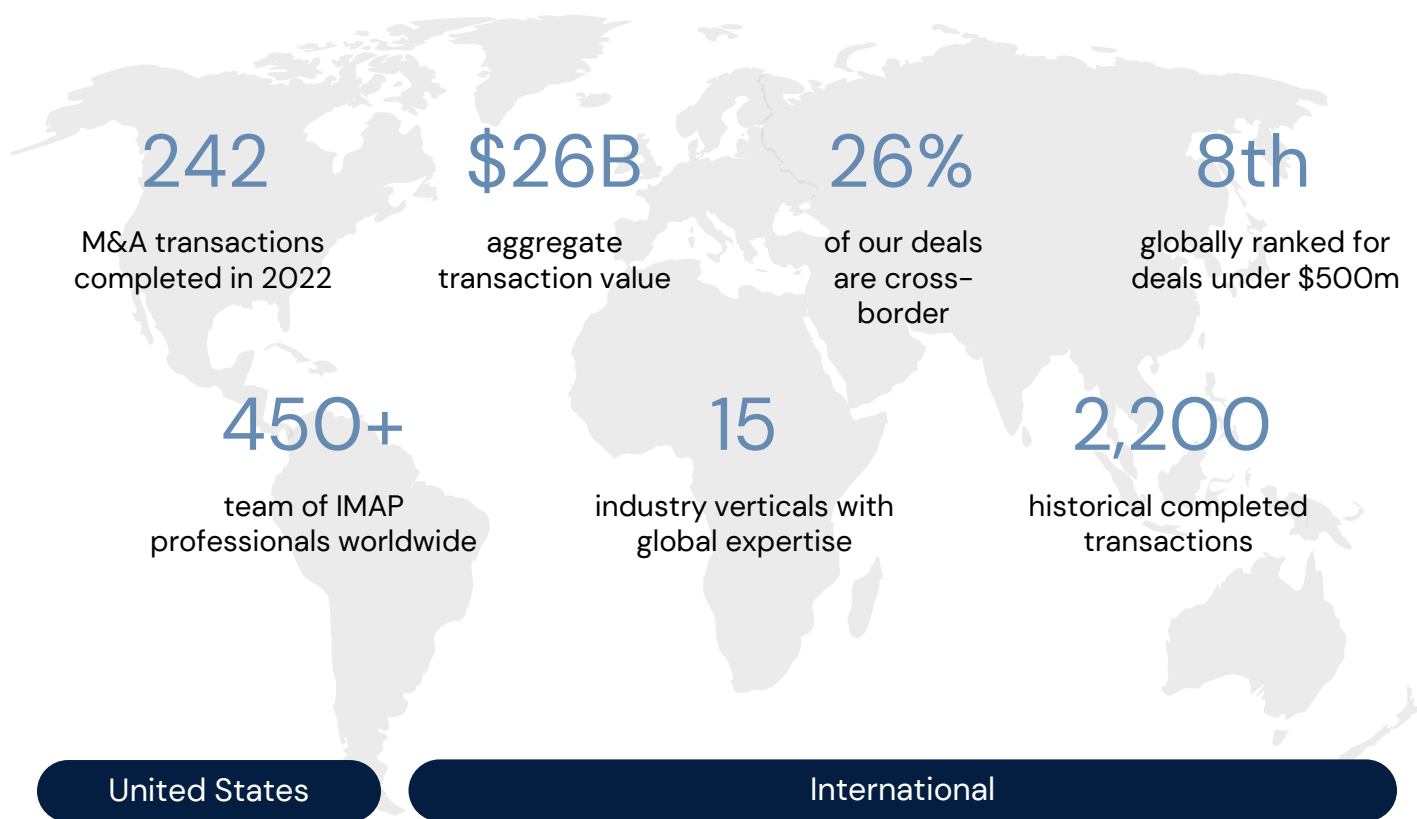 242
$26B
26%
8th
M&A transactions
completed in 2022
aggregate
transaction value
of our deals
are cross-
border
globally ranked for
deals under $500m
450+
15
2,200
team of IMAP
professionals worldwide
industry verticals with
global expertise
historical completed
transactions
United States
International